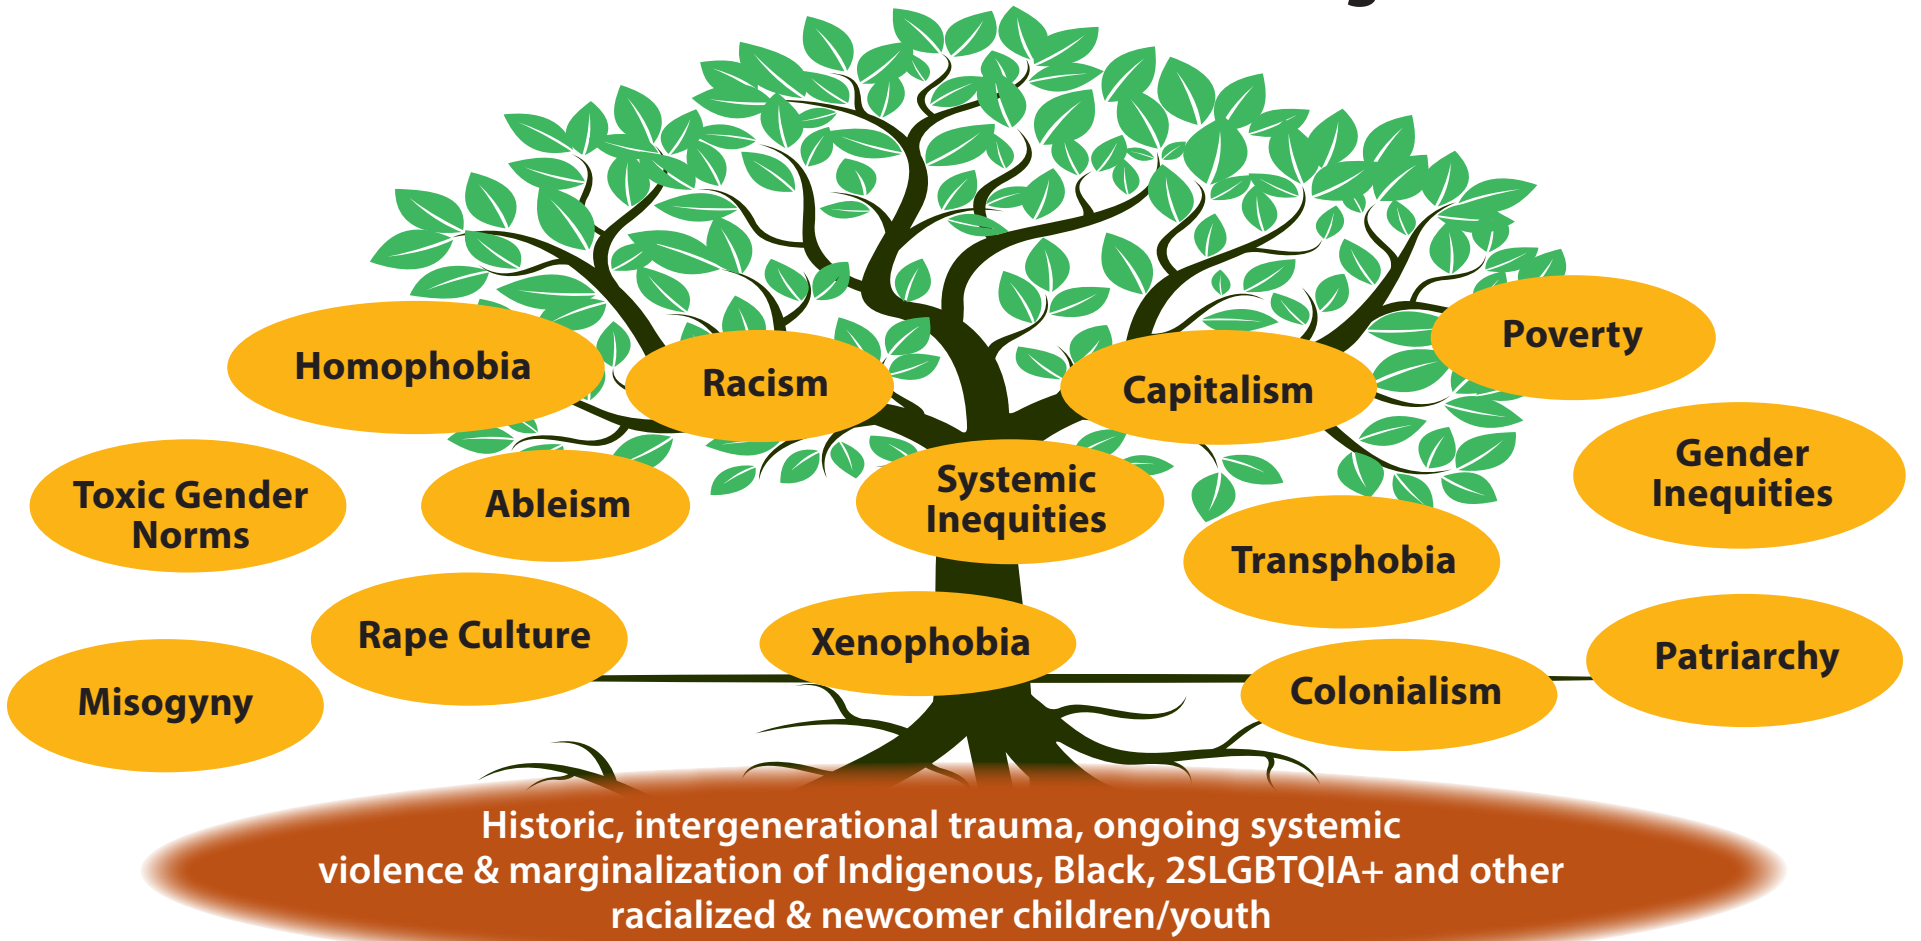 Homophobia
Racism
Capitalism
Poverty
Toxic Gender
Norms
Ableism
Systemic
Inequities
Transphobia
Gender
Inequities
Misogyny
Rape Culture
Xenophobia
Colonialism
Patriarchy
Historic, intergenerational trauma, ongoing systemic
violence & marginalization of Indigenous, Black, 2SLGBTQIA+ and other
racialized & newcomer children/youth